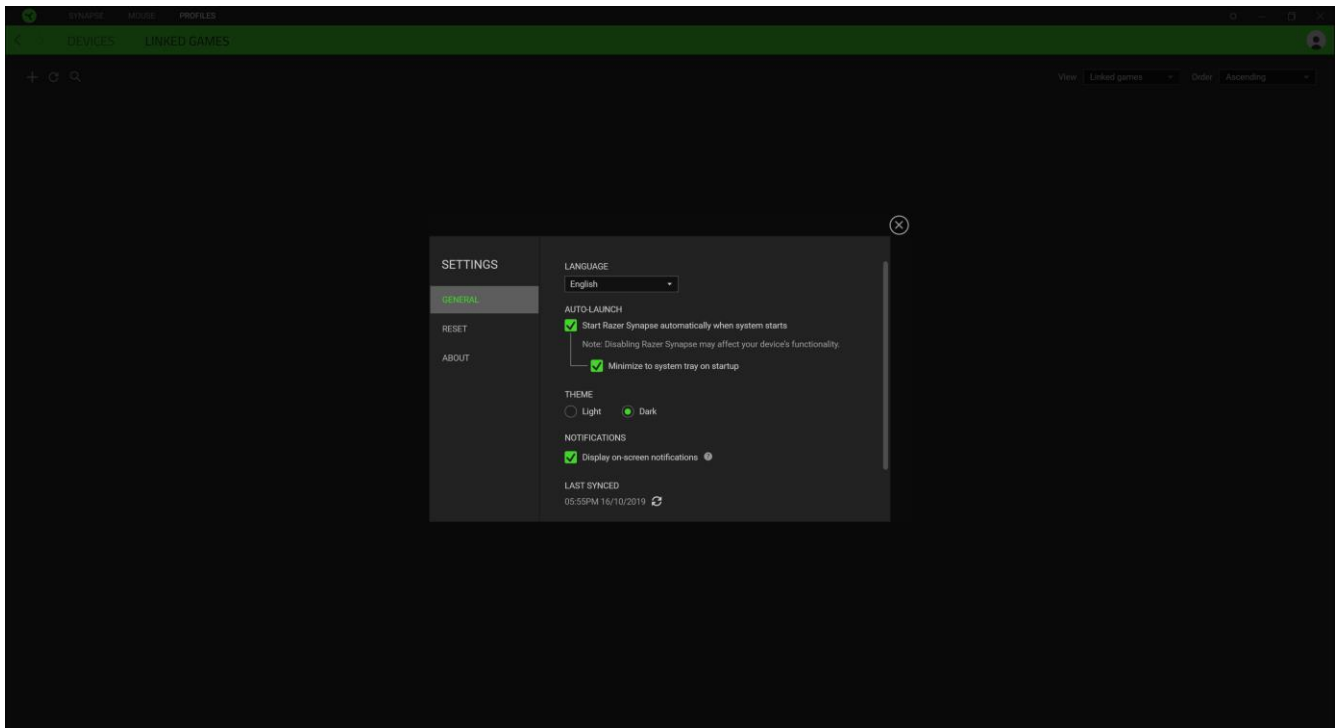 SYNAPSE MOUSE PROFILES
DEVICES LINKED GAMES
View Linked games Order Ascending
SETTINGS
GENERAL
RESET
ABOUT
LANGUAGE
English
AUTO-LAUNCH
Start Razer Synapse automatically when system starts
Note: Disabling Razer Synapse may affect your device's functionality.
Minimize to system tray on startup
THEME
Light Dark
NOTIFICATIONS
Display on-screen notifications
LAST SYNCED
05:55PM 16/10/2019